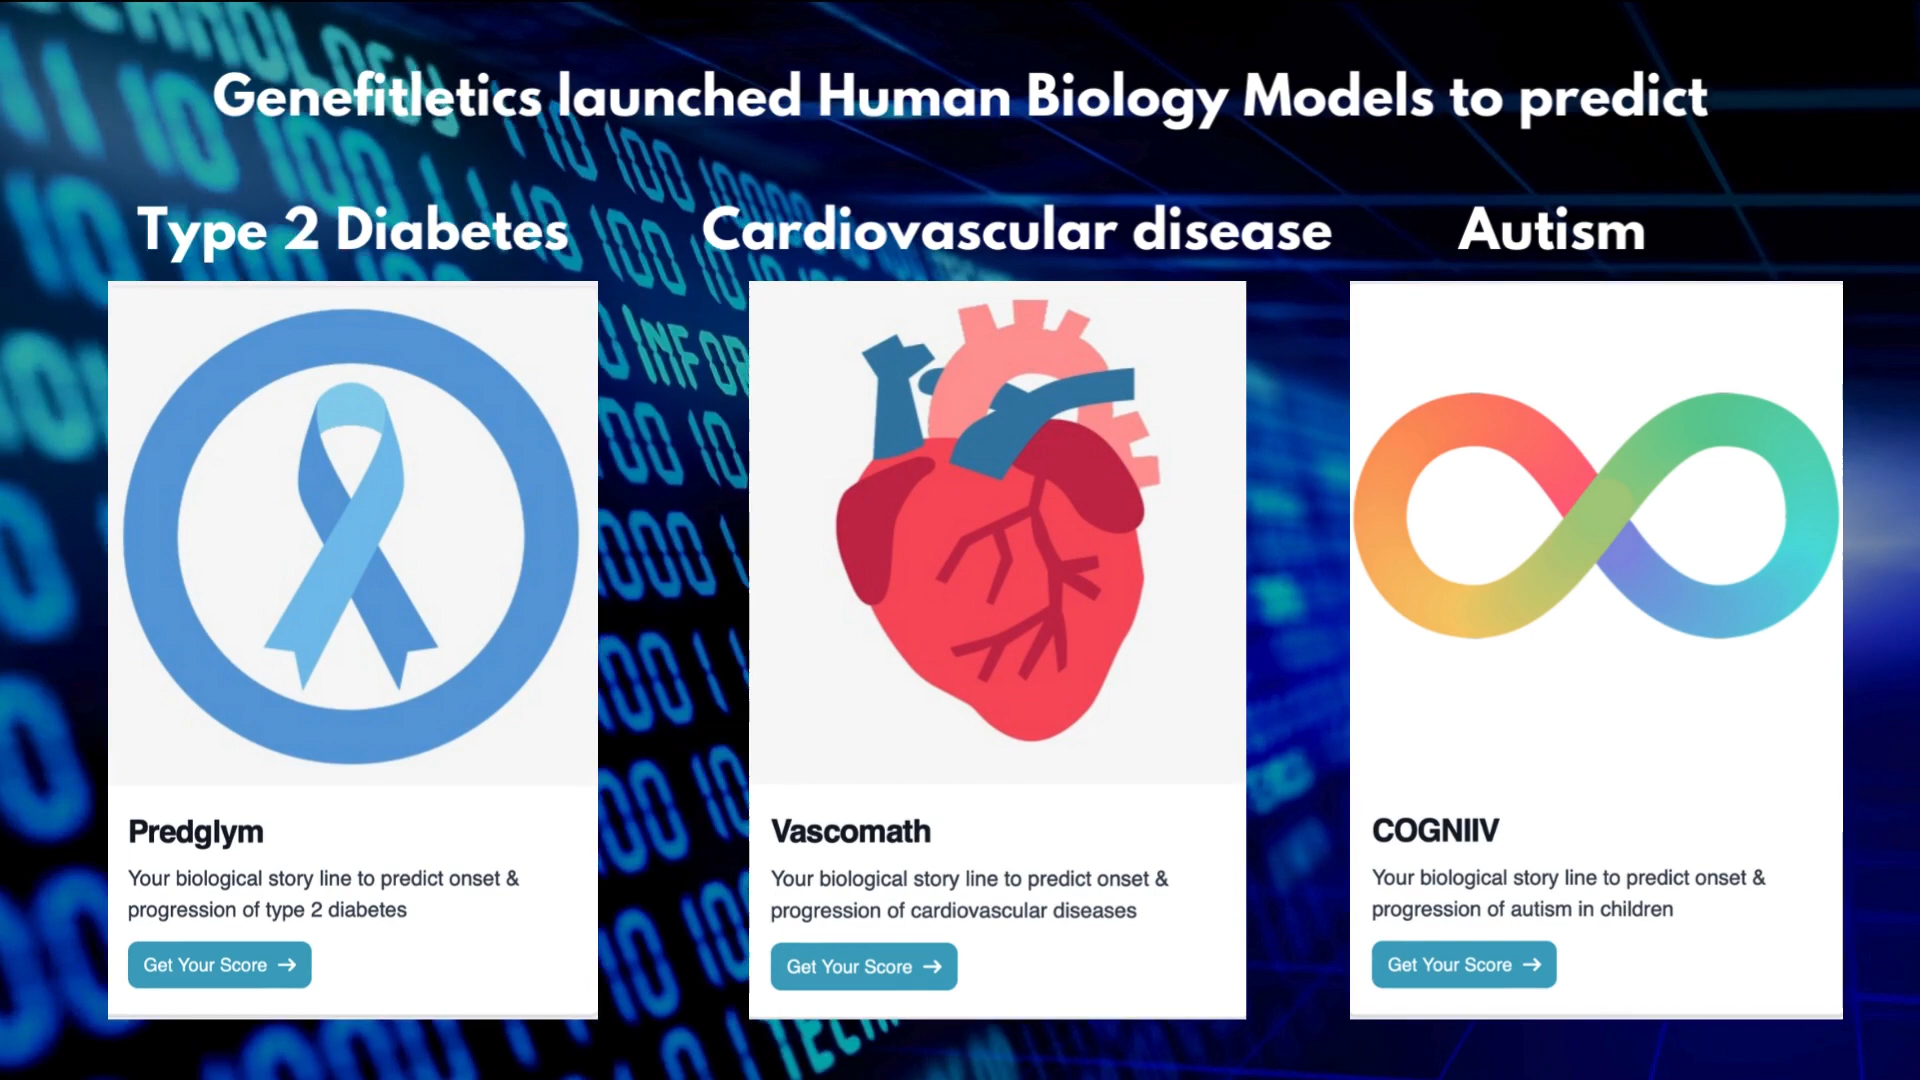 Genefitletics launched Human Biology Models to predict
Type 2 Diabetes
Cardiovascular disease
Autism
Predglym
Your biological story line to predict onset &
progression of type 2 diabetes
Get Your Score →
Vascomath
Your biological story line to predict onset &
progression of cardiovascular diseases
Get Your Score →
COGNIIV
Your biological story line to predict onset &
progression of autism in children
Get Your Score →